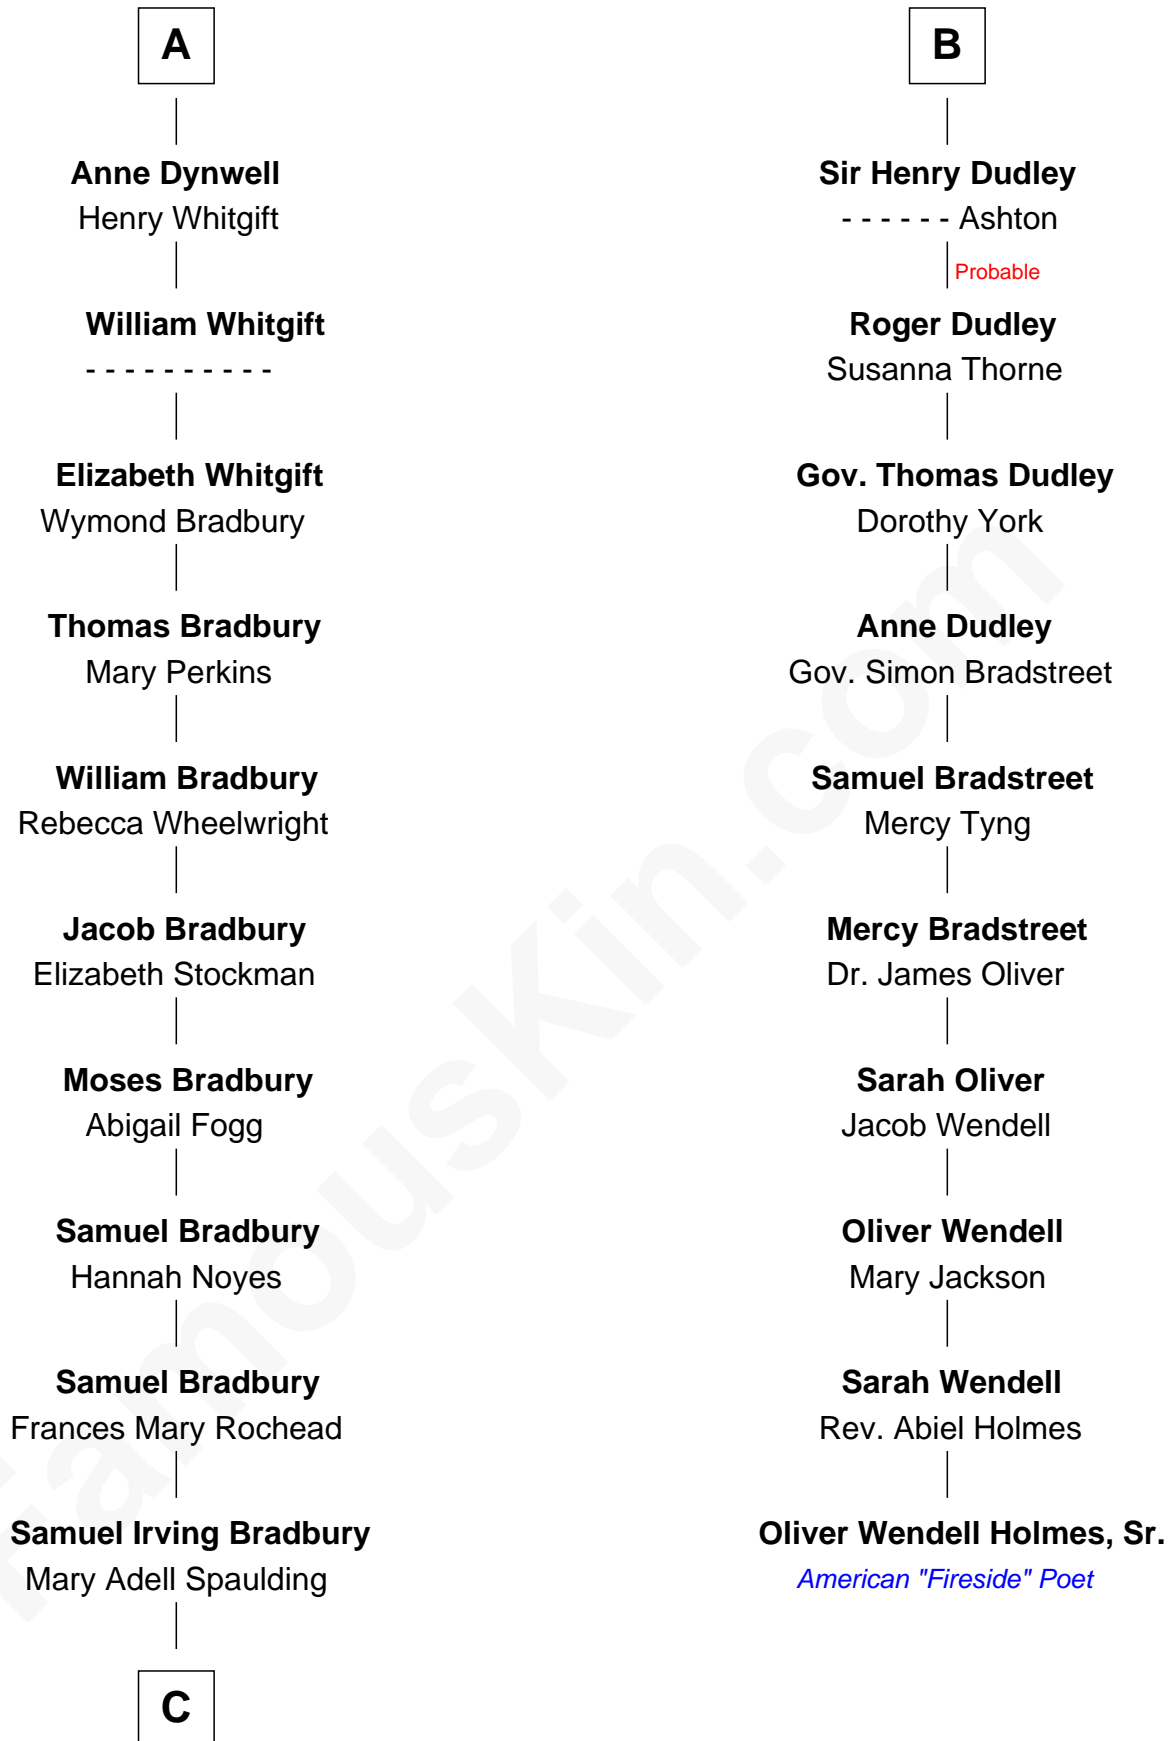 A
Anne Dynwell
Henry Whitgift
William Whitgift
- - - - - - - - - -
Elizabeth Whitgift
Wymond Bradbury
Thomas Bradbury
Mary Perkins
William Bradbury
Rebecca Wheelwright
Jacob Bradbury
Elizabeth Stockman
Moses Bradbury
Abigail Fogg
Samuel Bradbury
Hannah Noyes
Samuel Bradbury
Frances Mary Rochead
Samuel Irving Bradbury
Mary Adell Spaulding
C
B
Sir Henry Dudley
- - - - - - Ashton
Probable
Roger Dudley
Susanna Thorne
Gov. Thomas Dudley
Dorothy York
Anne Dudley
Gov. Simon Bradstreet
Samuel Bradstreet
Mercy Tyng
Mercy Bradstreet
Dr. James Oliver
Sarah Oliver
Jacob Wendell
Oliver Wendell
Mary Jackson
Sarah Wendell
Rev. Abiel Holmes
Oliver Wendell Holmes, Sr.
American "Fireside" Poet
FamousKin.com